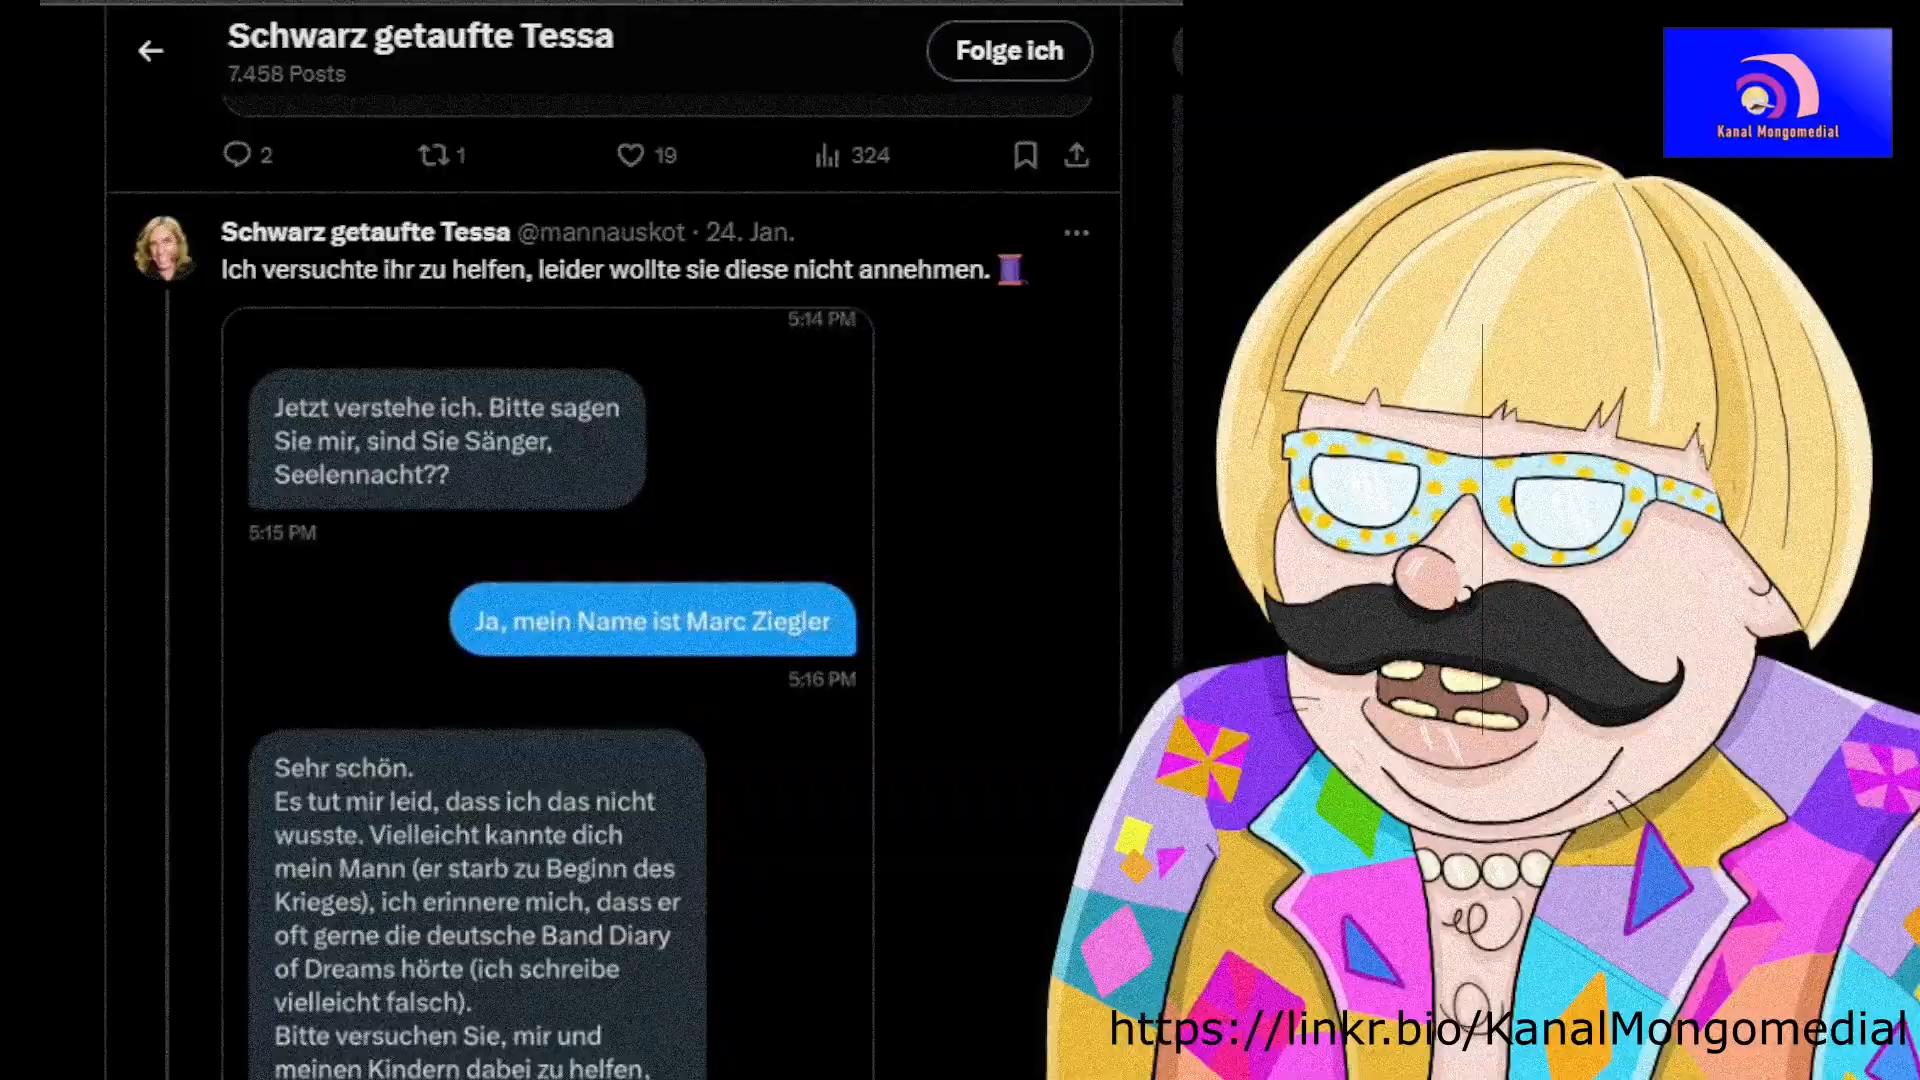 Schwarz getaufte Tessa
7.458 Posts
Folge ich
Kanal Mongomedial
2
1
19
324
Schwarz getaufte Tessa @mannauskot · 24. Jan.
Ich versuchte ihr zu helfen, leider wollte sie diese nicht annehmen.
5:14 PM
Jetzt verstehe ich. Bitte sagen
Sie mir, sind Sie Sänger,
Seelennacht??
5:15 PM
Ja, mein Name ist Marc Ziegler
5:16 PM
Sehr schön.
Es tut mir leid, dass ich das nicht
wusste. Vielleicht kannte dich
mein Mann (er starb zu Beginn des
Krieges), ich erinnere mich, dass er
oft gerne die deutsche Band Diary
of Dreams hörte (ich schreibe
vielleicht falsch).
Bitte versuchen Sie, mir und
meinen Kindern dabei zu helfen,
https://linkr.bio/KanalMongomedial